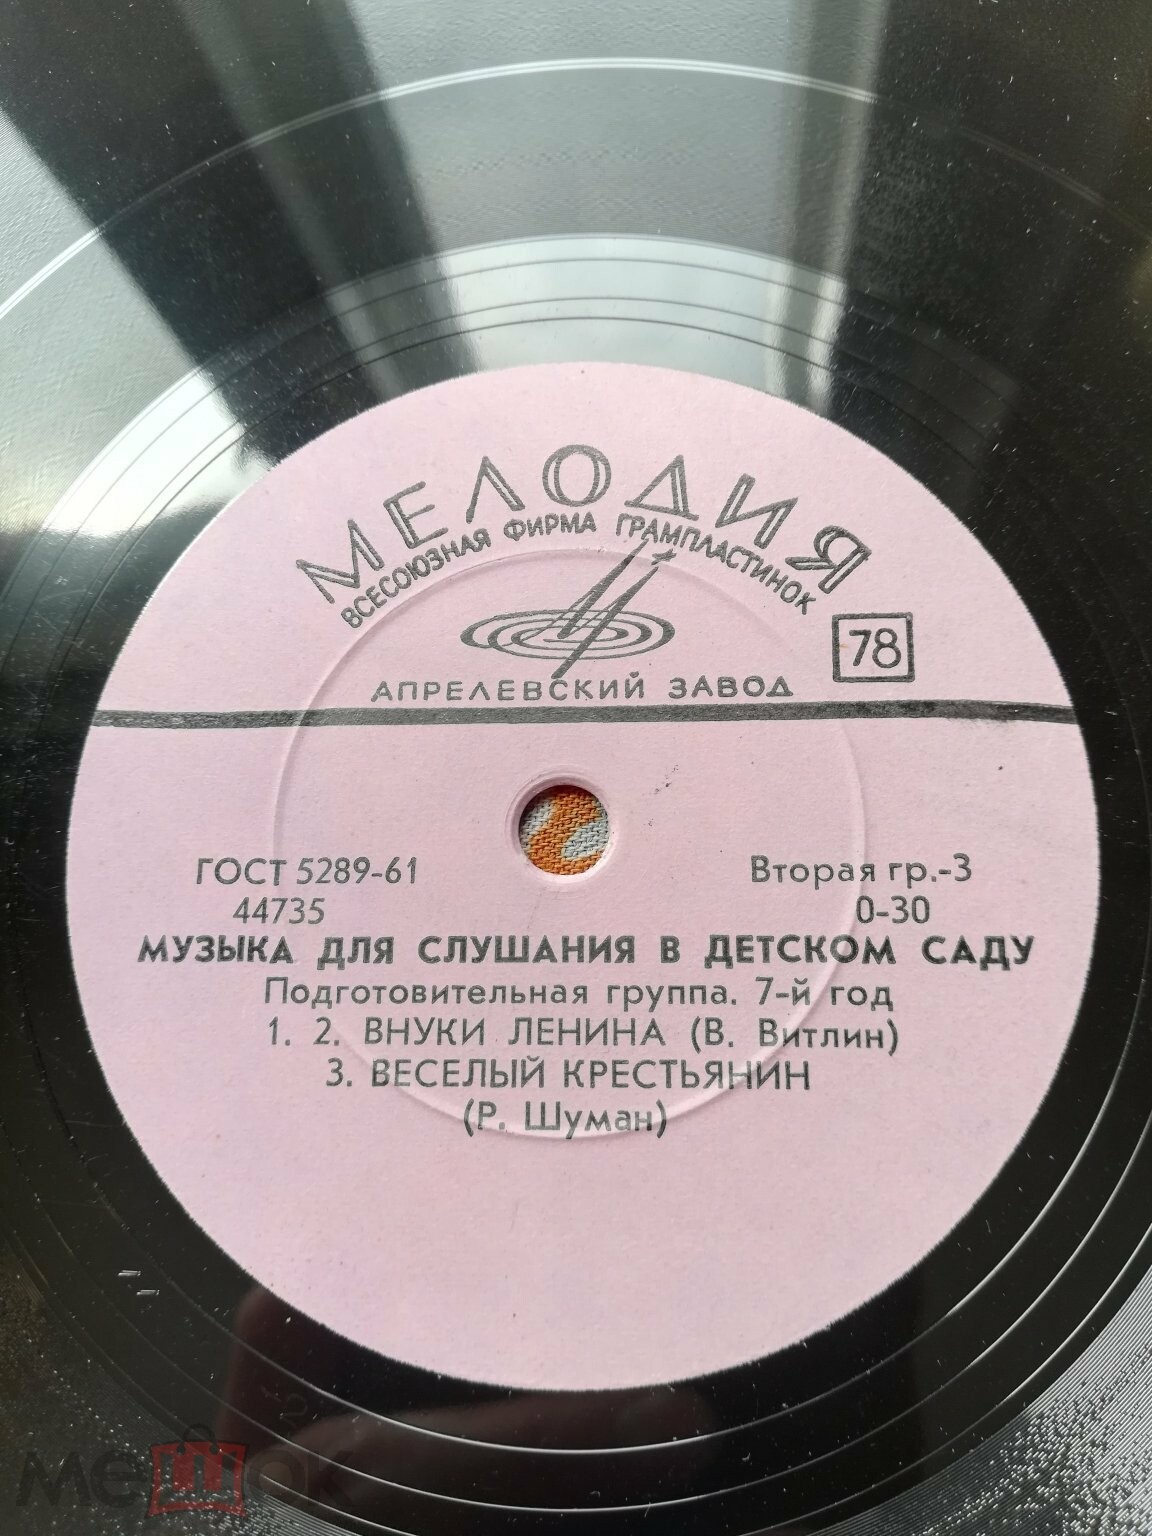 МЕЛОДИЯ
ВСЕСОЮЗНАЯ ФИРМА ГРАМПЛАСТИНОК
78
АПРЕЛЕВСКИЙ ЗАВОД
ГОСТ 5289-61
Вторая гр.-3
44735
0-30
МУЗЫКА ДЛЯ СЛУШАНИЯ В ДЕТСКОМ САДУ
Подготовительная группа. 7-й год
1. 2. ВНУКИ ЛЕНИНА (В. Витлин)
3. ВЕСЕЛЫЙ КРЕСТЬЯНИН
(Р. Шуман)
мешок